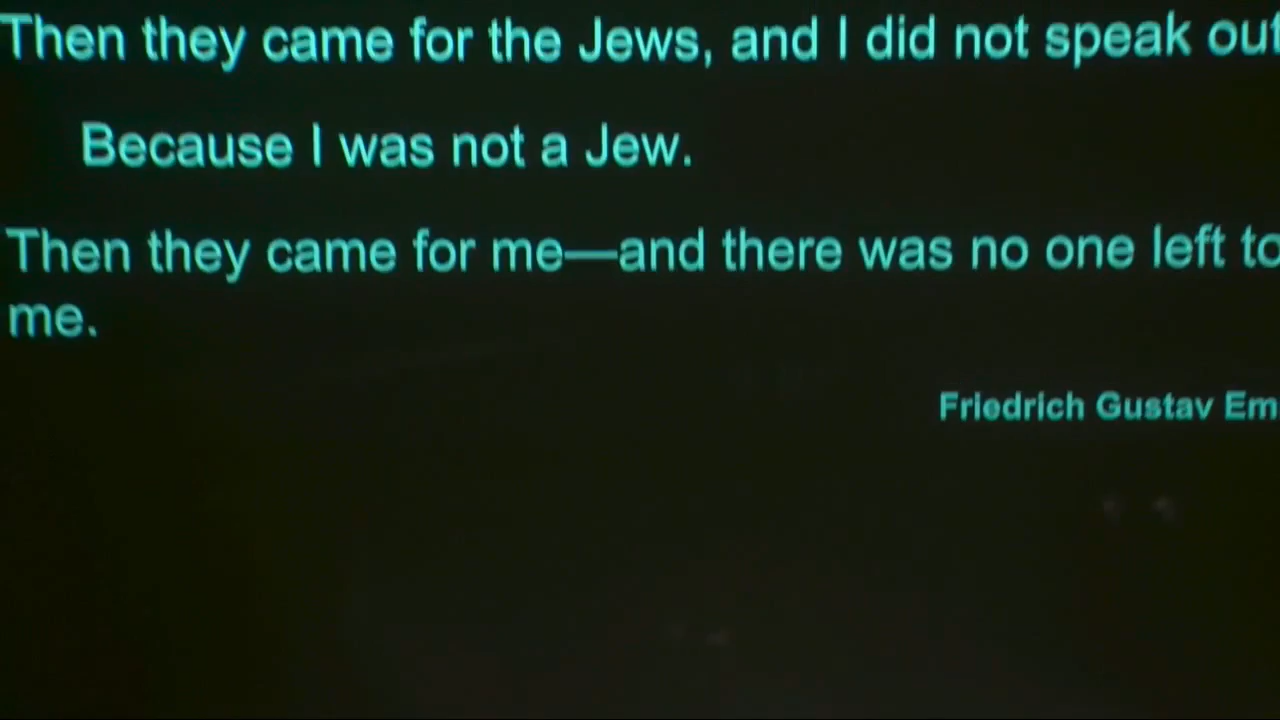 Then they came for the Jews, and I did not speak out
Because I was not a Jew.
Then they came for me—and there was no one left to
me.
Friedrich Gustav Em